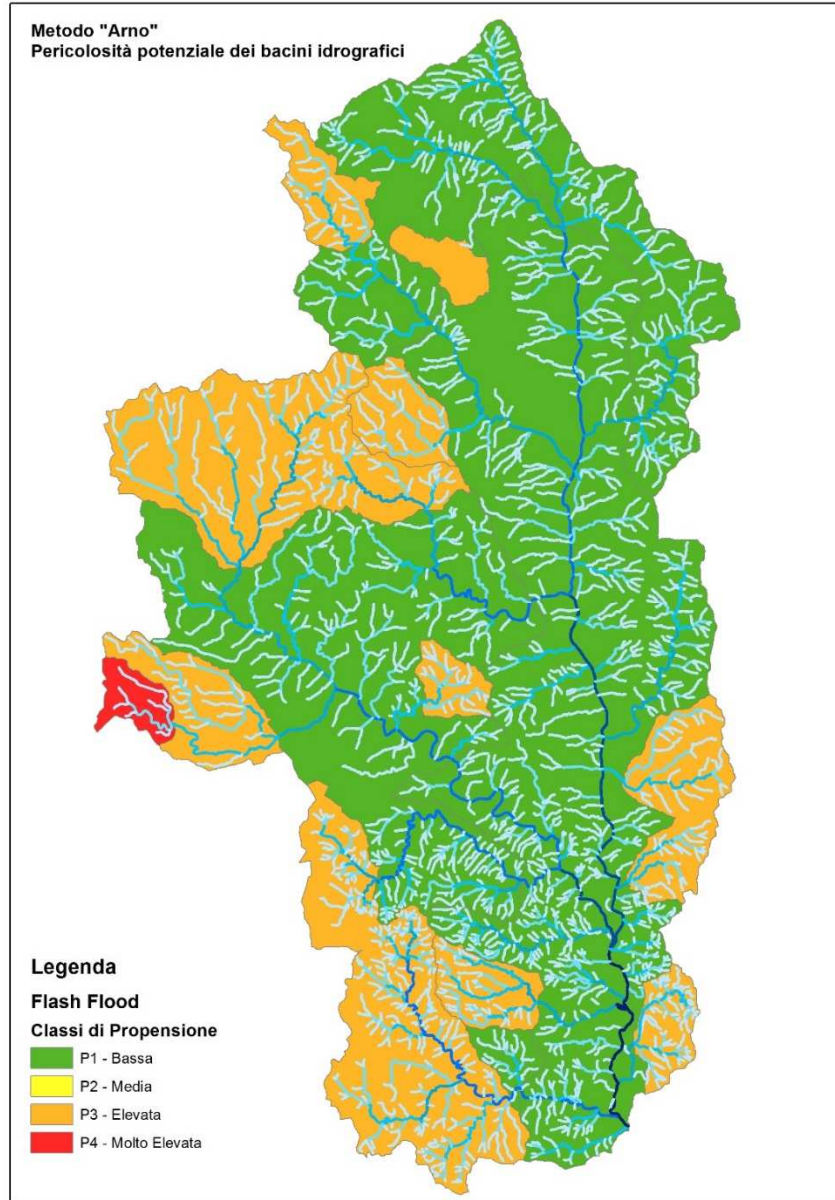 Metodo "Arno"
Pericolosità potenziale dei bacini idrografici
Legenda
Flash Flood
Classi di Propensione
P1 - Bassa
P2 - Media
P3 - Elevata
P4 - Molto Elevata